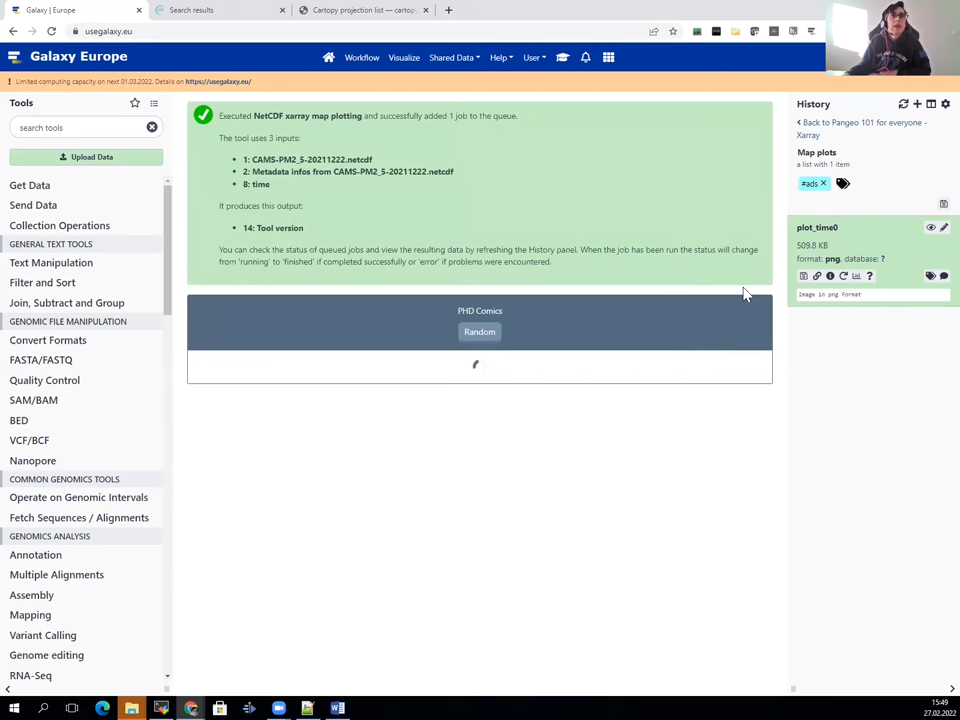 Galaxy | Europe
Search results
Cartopy projection list — cartop
usegalaxy.eu
Galaxy Europe
Workflow
Visualize
Shared Data
Help
User
Limited computing capacity on next 01.03.2022. Details on https://usegalaxy.eu/
Tools
search tools
Upload Data
Get Data
Send Data
Collection Operations
GENERAL TEXT TOOLS
Text Manipulation
Filter and Sort
Join, Subtract and Group
GENOMIC FILE MANIPULATION
Convert Formats
FASTA/FASTQ
Quality Control
SAM/BAM
BED
VCF/BCF
Nanopore
COMMON GENOMICS TOOLS
Operate on Genomic Intervals
Fetch Sequences / Alignments
GENOMICS ANALYSIS
Annotation
Multiple Alignments
Assembly
Mapping
Variant Calling
Genome editing
RNA-Seq
Executed NetCDF xarray map plotting and successfully added 1 job to the queue.
The tool uses 3 inputs:
• 1: CAMS-PM2_5-20211222.netcdf
• 2: Metadata infos from CAMS-PM2_5-20211222.netcdf
• 8: time
It produces this output:
• 14: Tool version
You can check the status of queued jobs and view the resulting data by refreshing the History panel. When the job has been run the status will change
from 'running' to 'finished' if completed successfully or 'error' if problems were encountered.
PHD Comics
Random
History
Back to Pangeo 101 for everyone -
Xarray
Map plots
a list with 1 item
#ads
plot_time0
509.8 KB
format: png, database: ?
Image in png format
15:49
27.02.2022